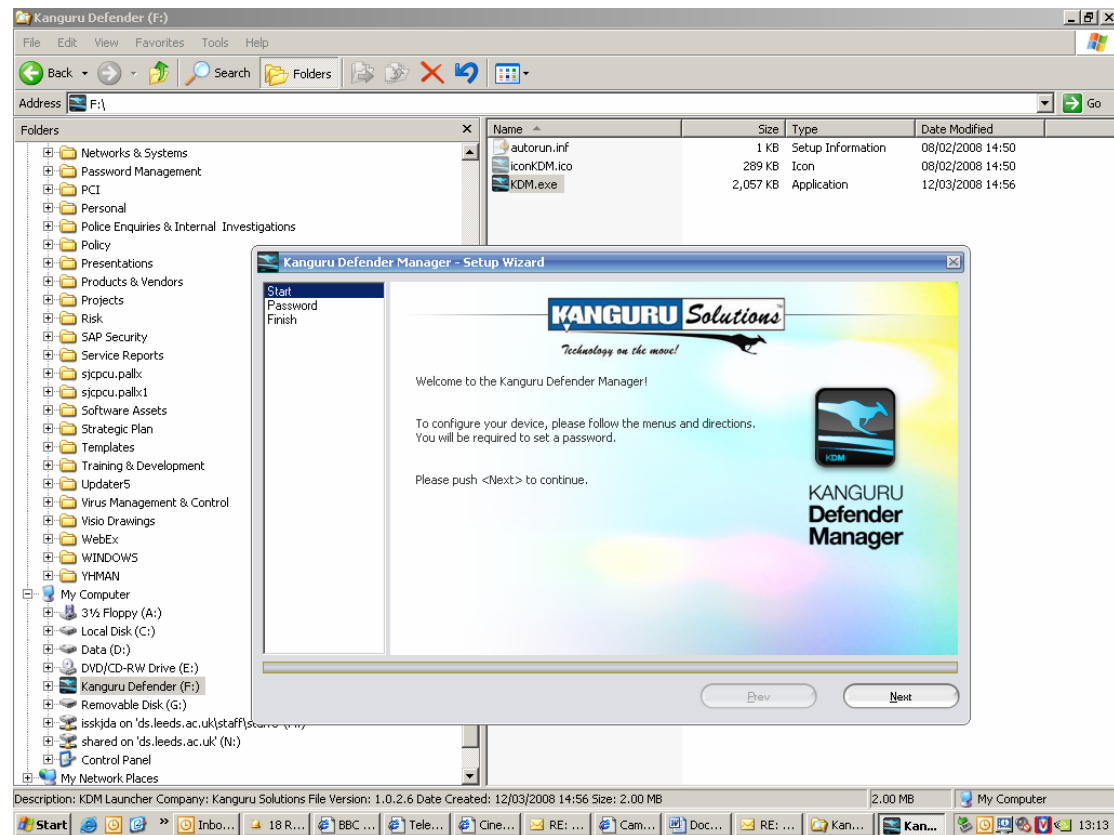 Kanguru Defender (F:)
File Edit View Favorites Tools Help
Back Search Folders
Address F:\ Go
Folders Name Size Type Date Modified
autorun.inf 1 KB Setup Information 08/02/2008 14:50
iconKDM.ico 289 KB Icon 08/02/2008 14:50
KDM.exe 2,057 KB Application 12/03/2008 14:56
Networks & Systems
Password Management
PCI
Personal
Police Enquiries & Internal Investigations
Policy
Presentations
Products & Vendors
Projects
Risk
SAP Security
Service Reports
sjcpcu.pallx
sjcpcu.pallx1
Software Assets
Strategic Plan
Templates
Training & Development
Updater5
Virus Management & Control
Visio Drawings
WebEx
WINDOWS
YHMAN
My Computer
3½ Floppy (A:)
Local Disk (C:)
Data (D:)
DVD/CD-RW Drive (E:)
Kanguru Defender (F:)
Removable Disk (G:)
isskjda on 'ds.leeds.ac.uk\staff\
shared on 'ds.leeds.ac.uk' (N:)
Control Panel
My Network Places
Kanguru Defender Manager - Setup Wizard
Start
Password
Finish
KANGURU Solutions
Technology on the move!
Welcome to the Kanguru Defender Manager!
To configure your device, please follow the menus and directions.
You will be required to set a password.
Please push <Next> to continue.
KDM
KANGURU
Defender
Manager
Prev Next
Description: KDM Launcher Company: Kanguru Solutions File Version: 1.0.2.6 Date Created: 12/03/2008 14:56 Size: 2.00 MB 2.00 MB My Computer
Start » Inbo... 18 R... BBC ... Tele... Cine... RE: ... Cam... Doc... RE: ... Kan... Kan... 13:13